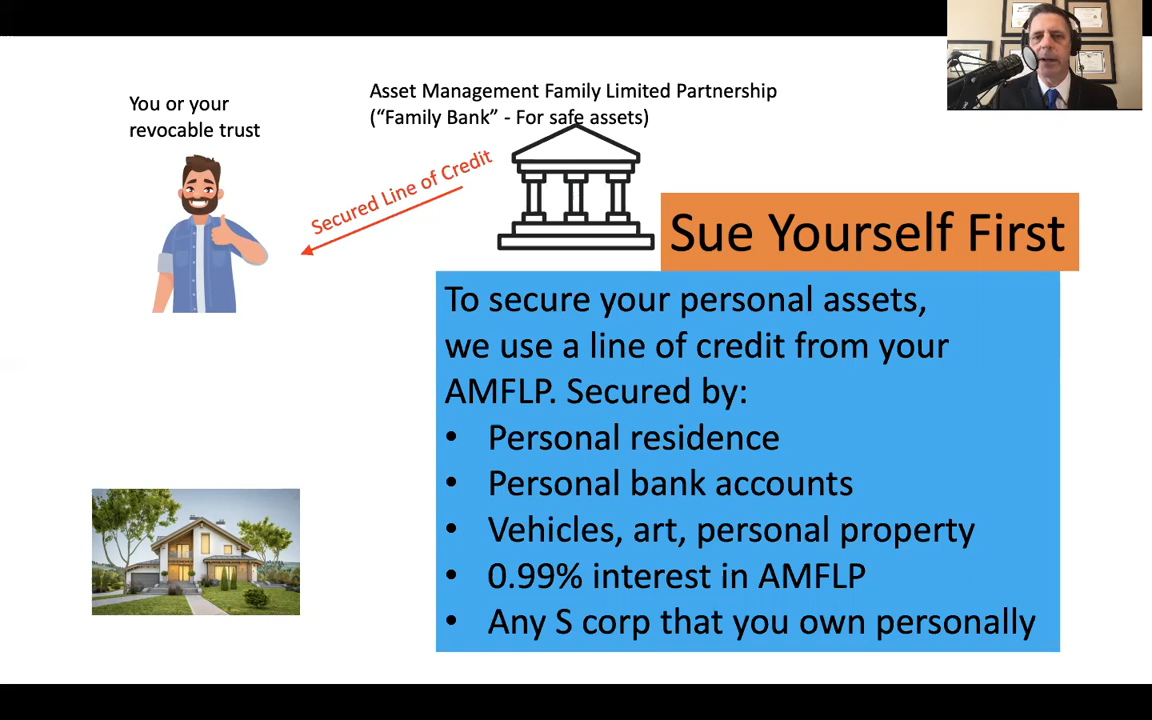 You or your
revocable trust
Asset Management Family Limited Partnership
(“Family Bank” - For safe assets)
Secured Line of Credit
Sue Yourself First
To secure your personal assets,
we use a line of credit from your
AMFLP. Secured by:
• Personal residence
• Personal bank accounts
• Vehicles, art, personal property
• 0.99% interest in AMFLP
• Any S corp that you own personally